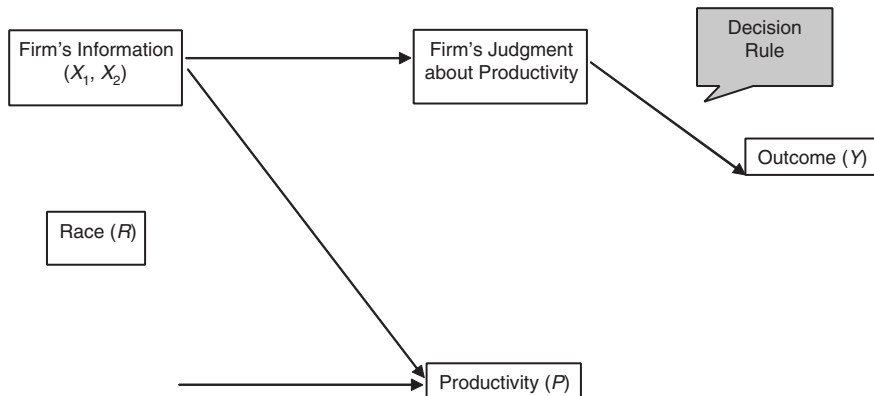 Firm's Information
(X₁, X₂)
Firm's Judgment
about Productivity
Decision
Rule
Outcome (Y)
Race (R)
Productivity (P)